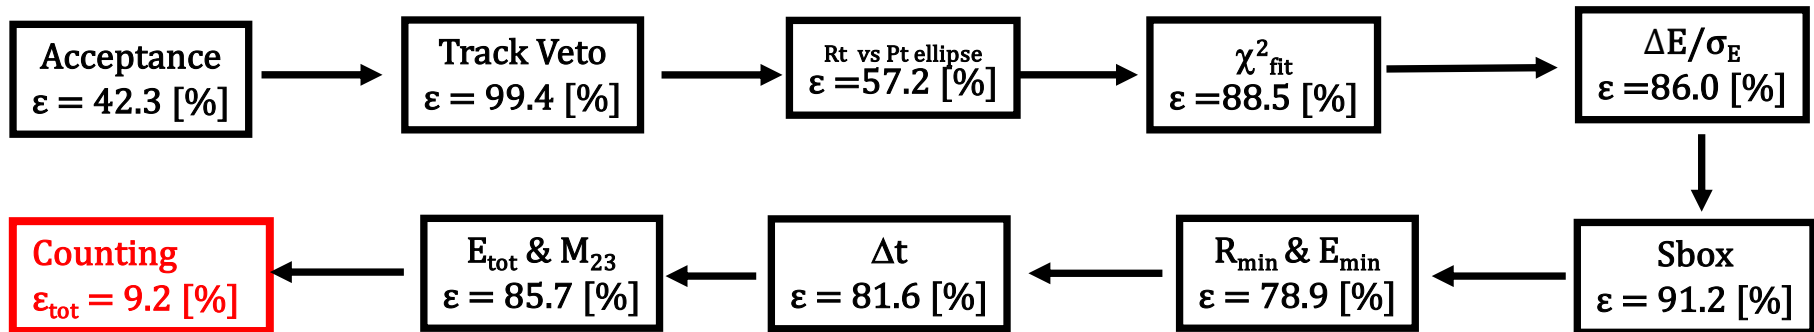 Acceptance
ε = 42.3 [%]
Track Veto
ε = 99.4 [%]
Rt vs Pt ellipse
ε =57.2 [%]
χ²fit
ε =88.5 [%]
ΔE/σE
ε =86.0 [%]
Sbox
ε = 91.2 [%]
Rmin & Emin
ε = 78.9 [%]
Δt
ε = 81.6 [%]
Etot & M23
ε = 85.7 [%]
Counting
εtot = 9.2 [%]